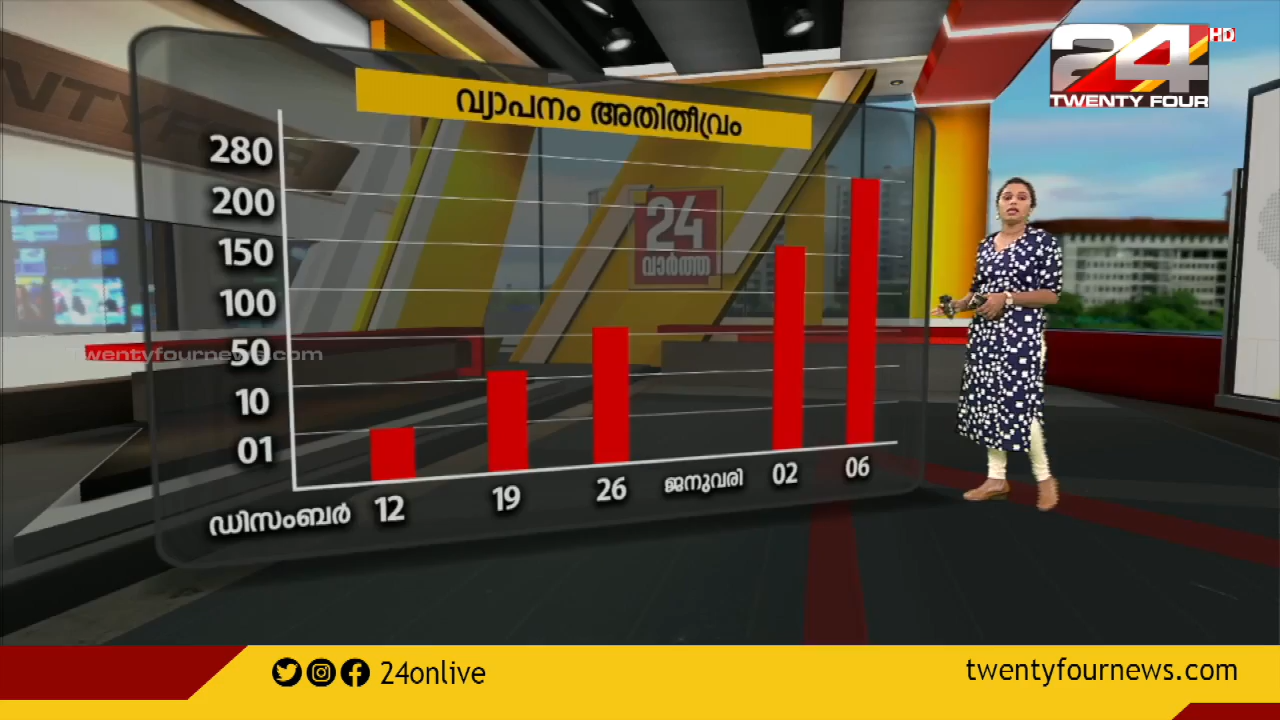 24 HD
TWENTY FOUR
വ്യാപനം അതിതീവ്രം
280
200
150
100
50
10
01
24
വാർത്ത
Twentyfournews.com
ഡിസംബർ 12 19 26 ജനുവരി 02 06
24onlive
twentyfournews.com